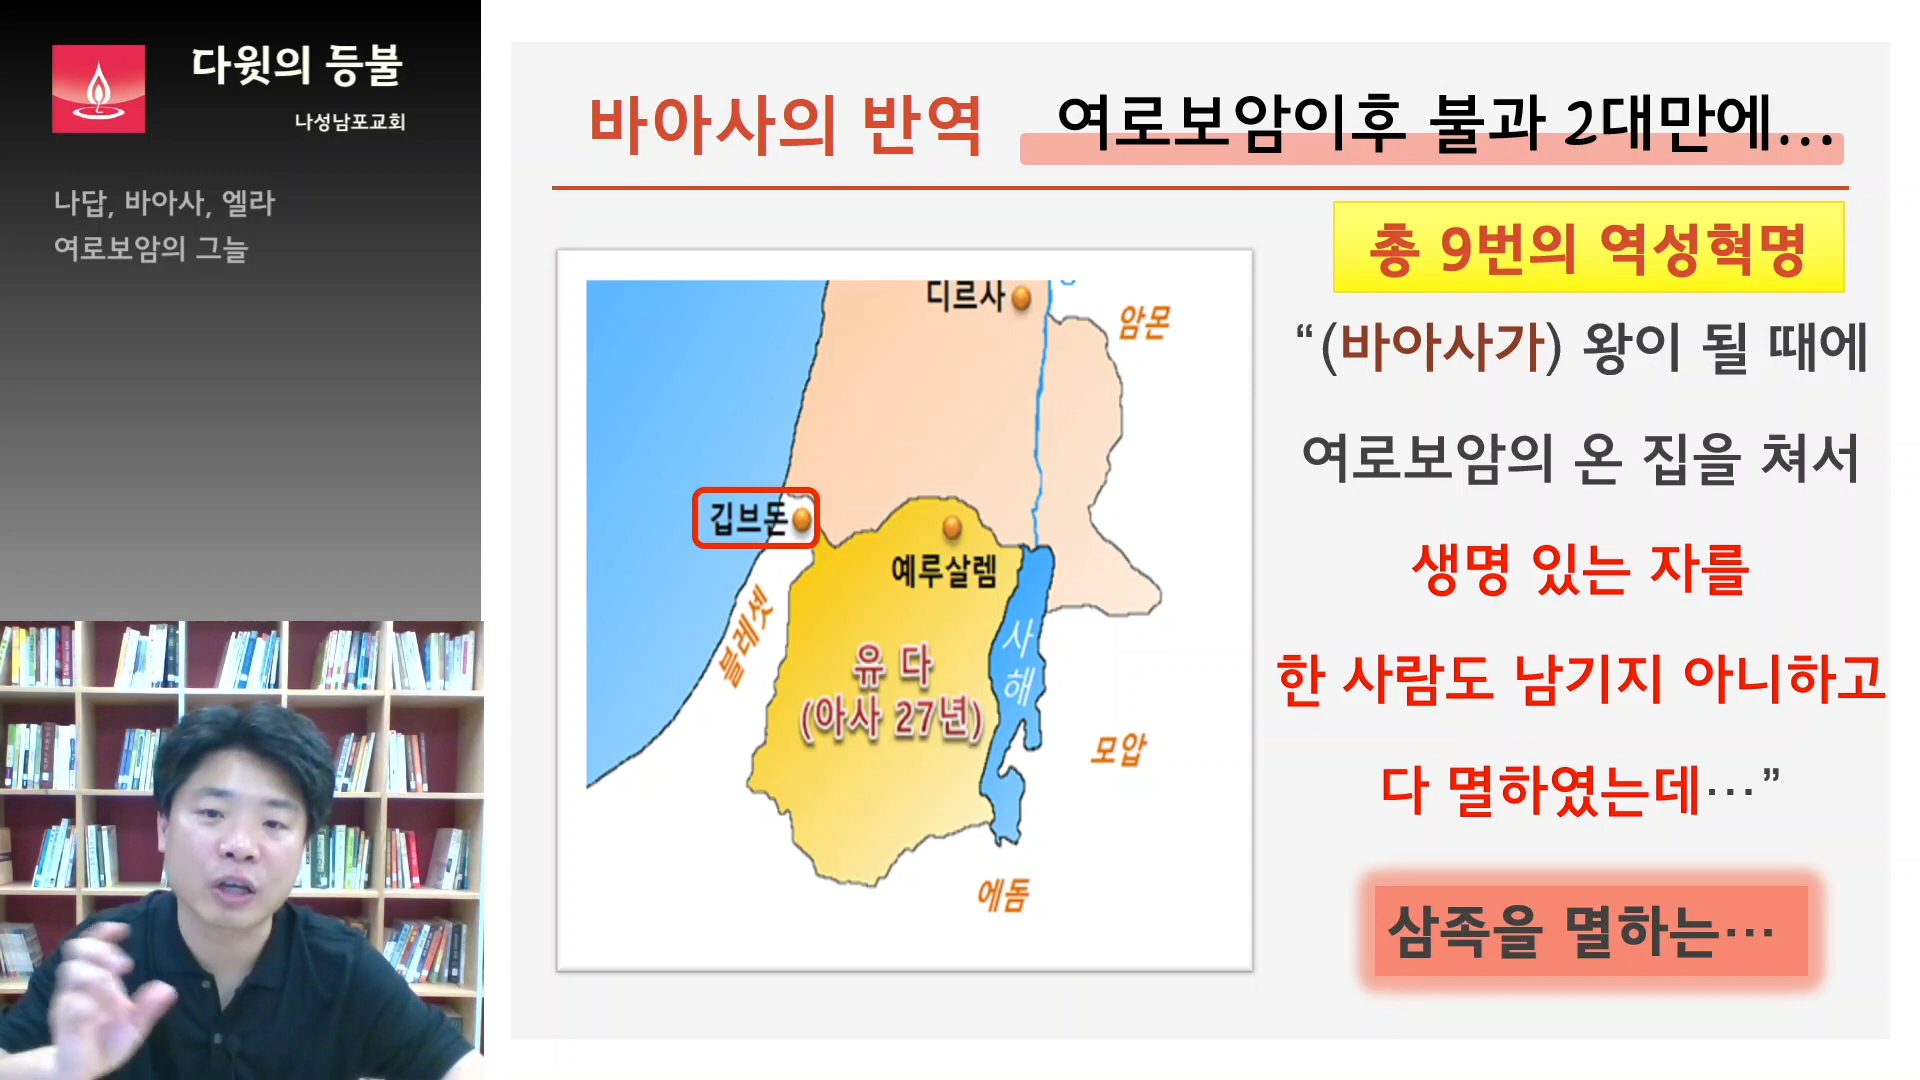 다윗의 등불
나성남포교회
나답, 바아사, 엘라
여로보암의 그늘
바아사의 반역 여로보암이후 불과 2대만에...
총 9번의 역성혁명
“(바아사가) 왕이 될 때에
여로보암의 온 집을 쳐서
생명 있는 자를
한 사람도 남기지 아니하고
다 멸하였는데…”
삼족을 멸하는…
디르사
암몬
깁브돈
예루살렘
블레셋
사해
유 다
(아사 27년)
모압
에돔